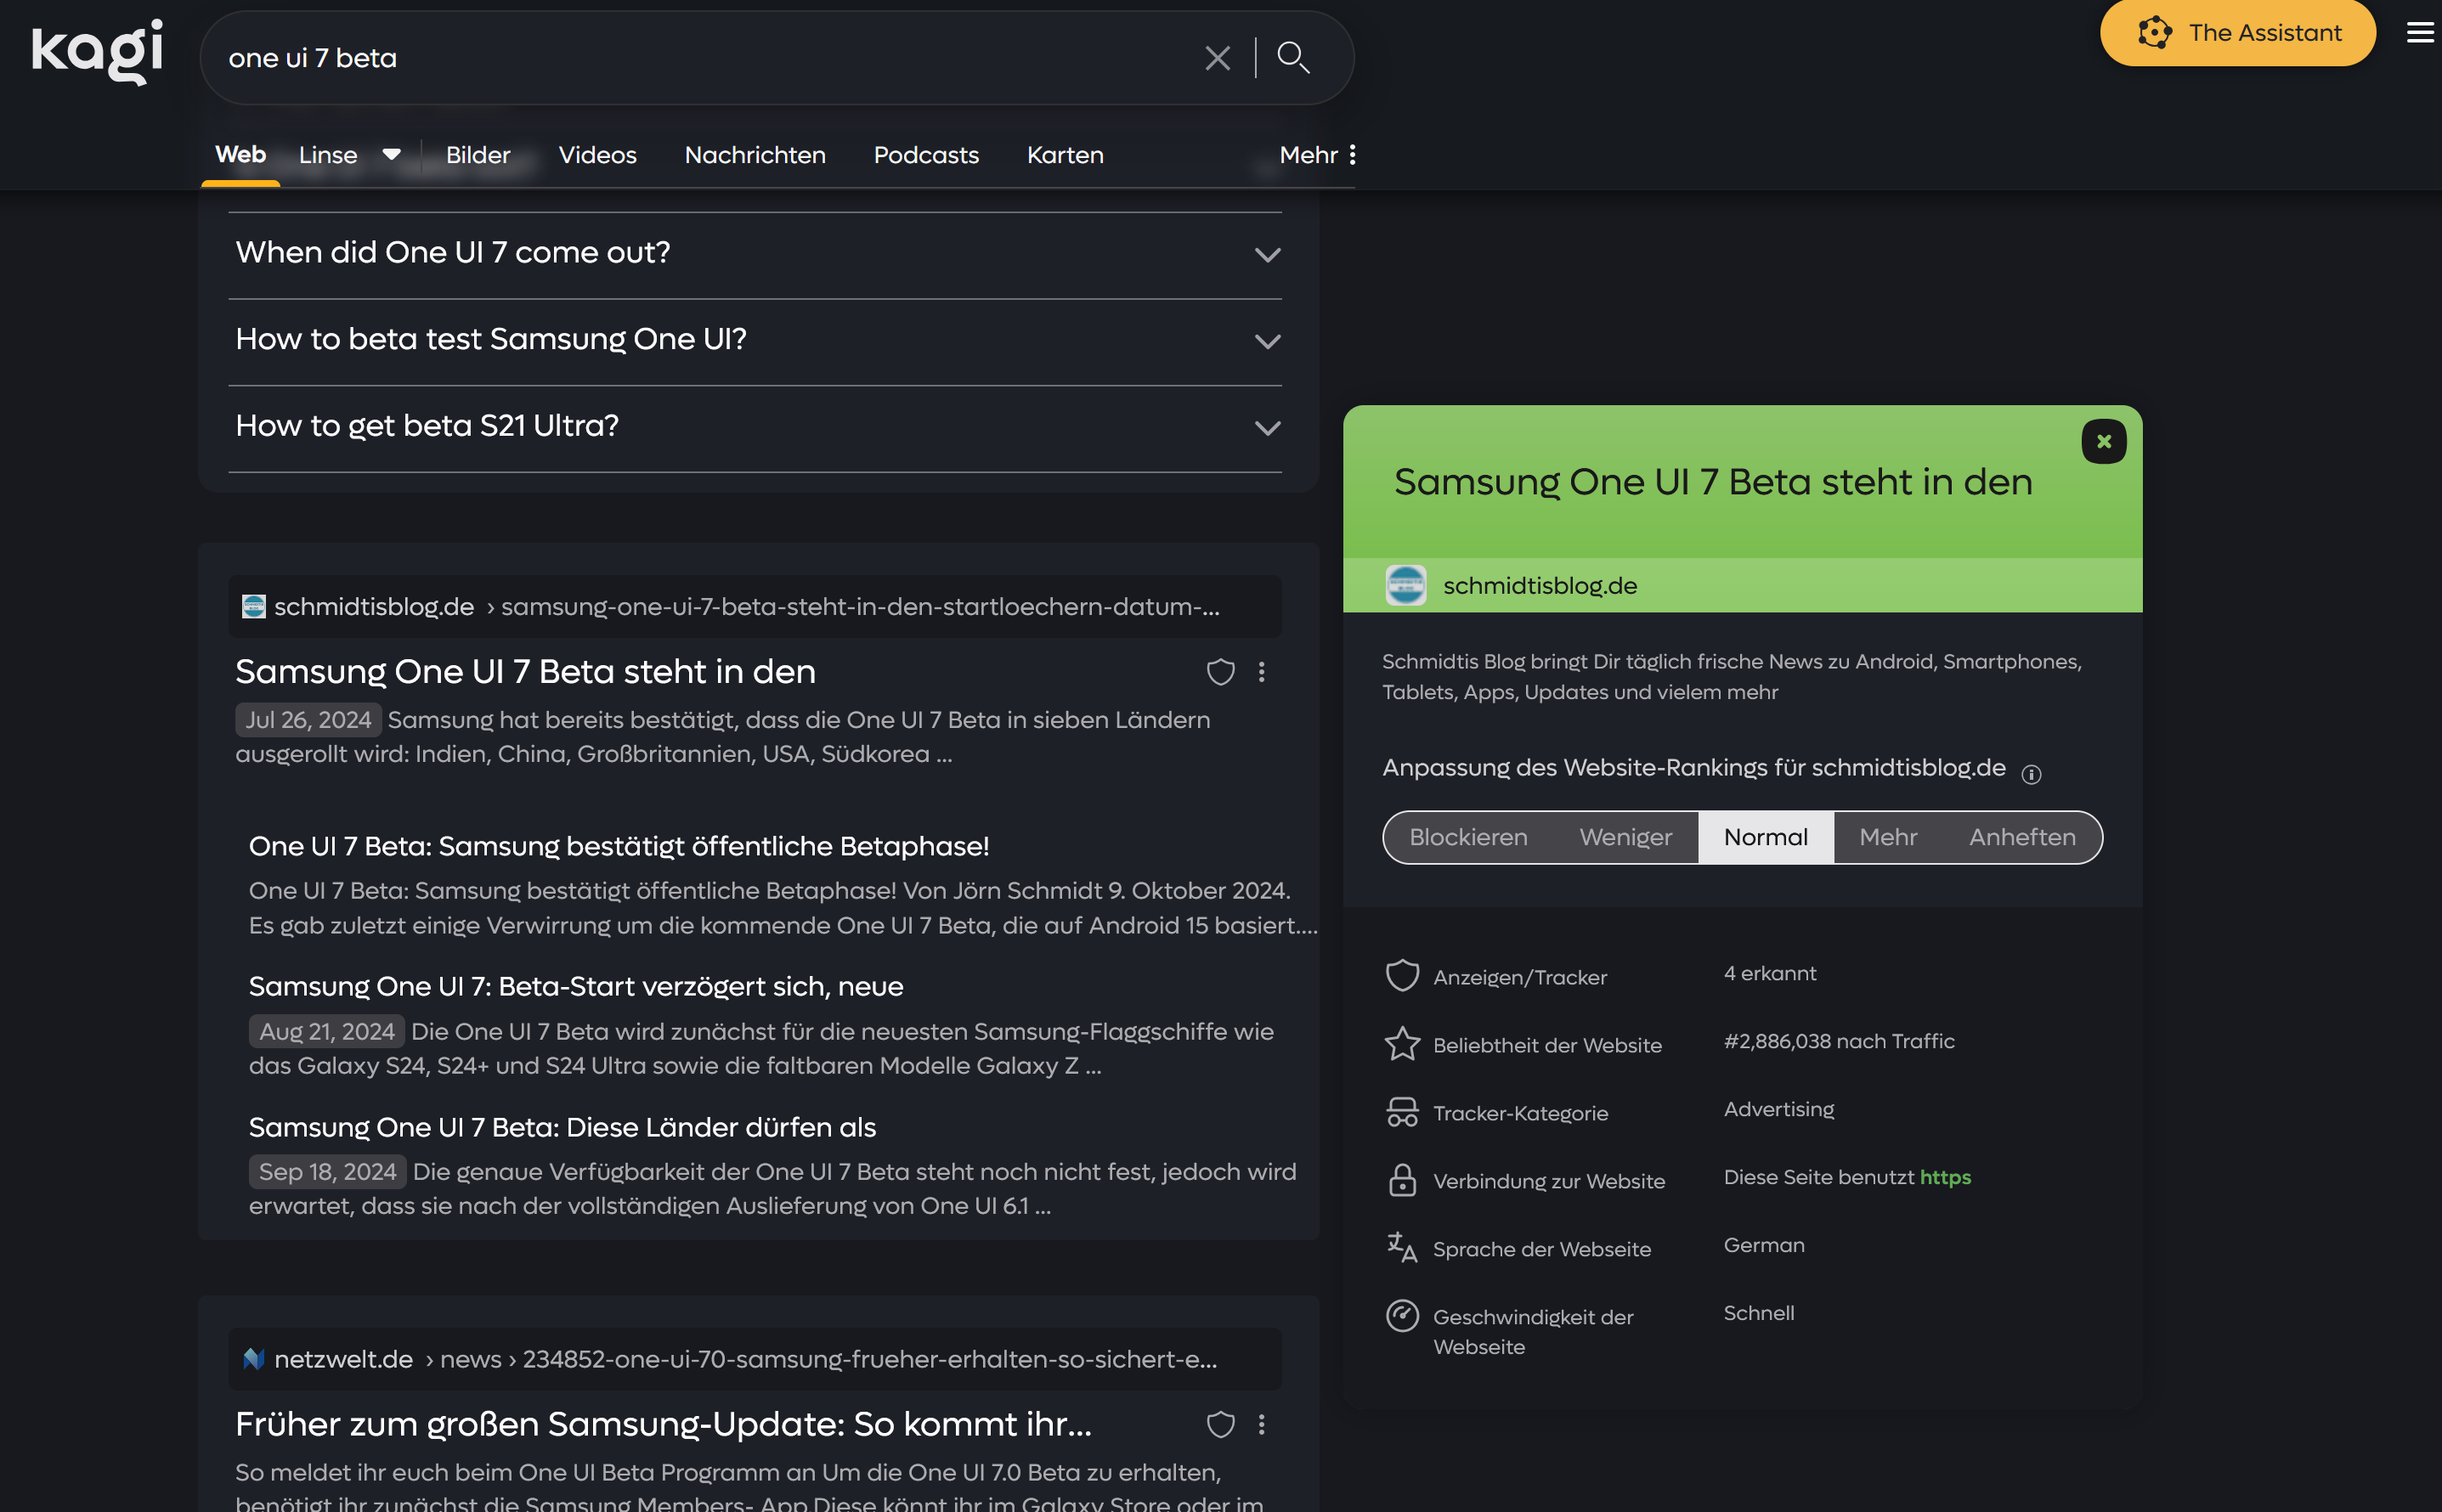 kagi
one ui 7 beta
The Assistant
Web
Linse
Bilder
Videos
Nachrichten
Podcasts
Karten
Mehr
When did One UI 7 come out?
How to beta test Samsung One UI?
How to get beta S21 Ultra?
schmidtisblog.de › samsung-one-ui-7-beta-steht-in-den-startloechern-datum-...
Samsung One UI 7 Beta steht in den
Jul 26, 2024 Samsung hat bereits bestätigt, dass die One UI 7 Beta in sieben Ländern
ausgerollt wird: Indien, China, Großbritannien, USA, Südkorea ...
One UI 7 Beta: Samsung bestätigt öffentliche Betaphase!
One UI 7 Beta: Samsung bestätigt öffentliche Betaphase! Von Jörn Schmidt 9. Oktober 2024.
Es gab zuletzt einige Verwirrung um die kommende One UI 7 Beta, die auf Android 15 basiert....
Samsung One UI 7: Beta-Start verzögert sich, neue
Aug 21, 2024 Die One UI 7 Beta wird zunächst für die neuesten Samsung-Flaggschiffe wie
das Galaxy S24, S24+ und S24 Ultra sowie die faltbaren Modelle Galaxy Z ...
Samsung One UI 7 Beta: Diese Länder dürfen als
Sep 18, 2024 Die genaue Verfügbarkeit der One UI 7 Beta steht noch nicht fest, jedoch wird
erwartet, dass sie nach der vollständigen Auslieferung von One UI 6.1 ...
netzwelt.de › news › 234852-one-ui-70-samsung-frueher-erhalten-so-sichert-e...
Früher zum großen Samsung-Update: So kommt ihr...
So meldet ihr euch beim One UI Beta Programm an Um die One UI 7.0 Beta zu erhalten,
benötigt ihr zunächst die Samsung Members- App.Diese könnt ihr im Galaxy Store oder im
Samsung One UI 7 Beta steht in den
schmidtisblog.de
Schmidtis Blog bringt Dir täglich frische News zu Android, Smartphones,
Tablets, Apps, Updates und vielem mehr
Anpassung des Website-Rankings für schmidtisblog.de
Blockieren Weniger Normal Mehr Anheften
Anzeigen/Tracker 4 erkannt
Beliebtheit der Website #2,886,038 nach Traffic
Tracker-Kategorie Advertising
Verbindung zur Website Diese Seite benutzt https
Sprache der Webseite German
Geschwindigkeit der Schnell
Webseite